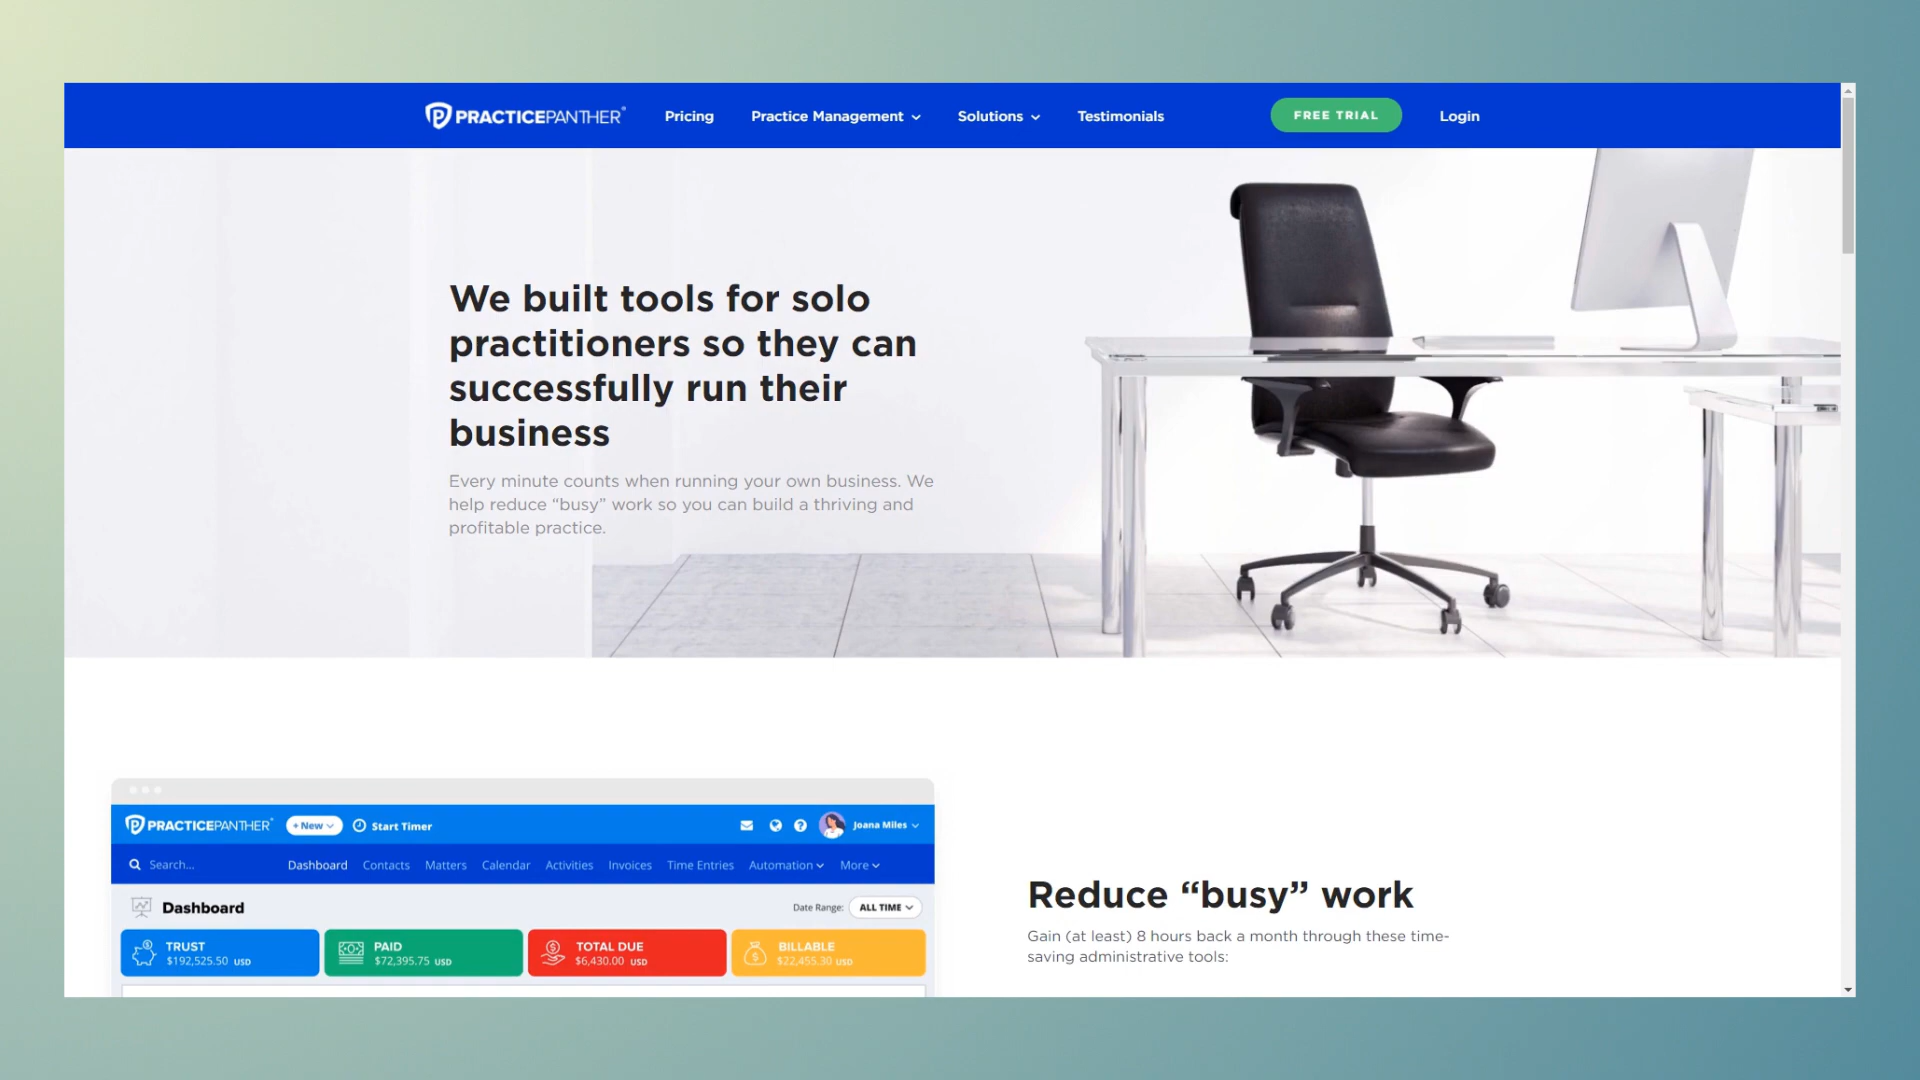 PRACTICEPANTHER® Pricing Practice Management Solutions Testimonials FREE TRIAL Login
We built tools for solo
practitioners so they can
successfully run their
business
Every minute counts when running your own business. We
help reduce “busy” work so you can build a thriving and
profitable practice.
PRACTICEPANTHER® + New Start Timer Joana Miles
Search... Dashboard Contacts Matters Calendar Activities Invoices Time Entries Automation More
Dashboard Date Range: ALL TIME
TRUST
$192,525.50 USD
PAID
$72,395.75 USD
TOTAL DUE
$6,430.00 USD
BILLABLE
$22,455.30 USD
Reduce “busy” work
Gain (at least) 8 hours back a month through these time-
saving administrative tools: